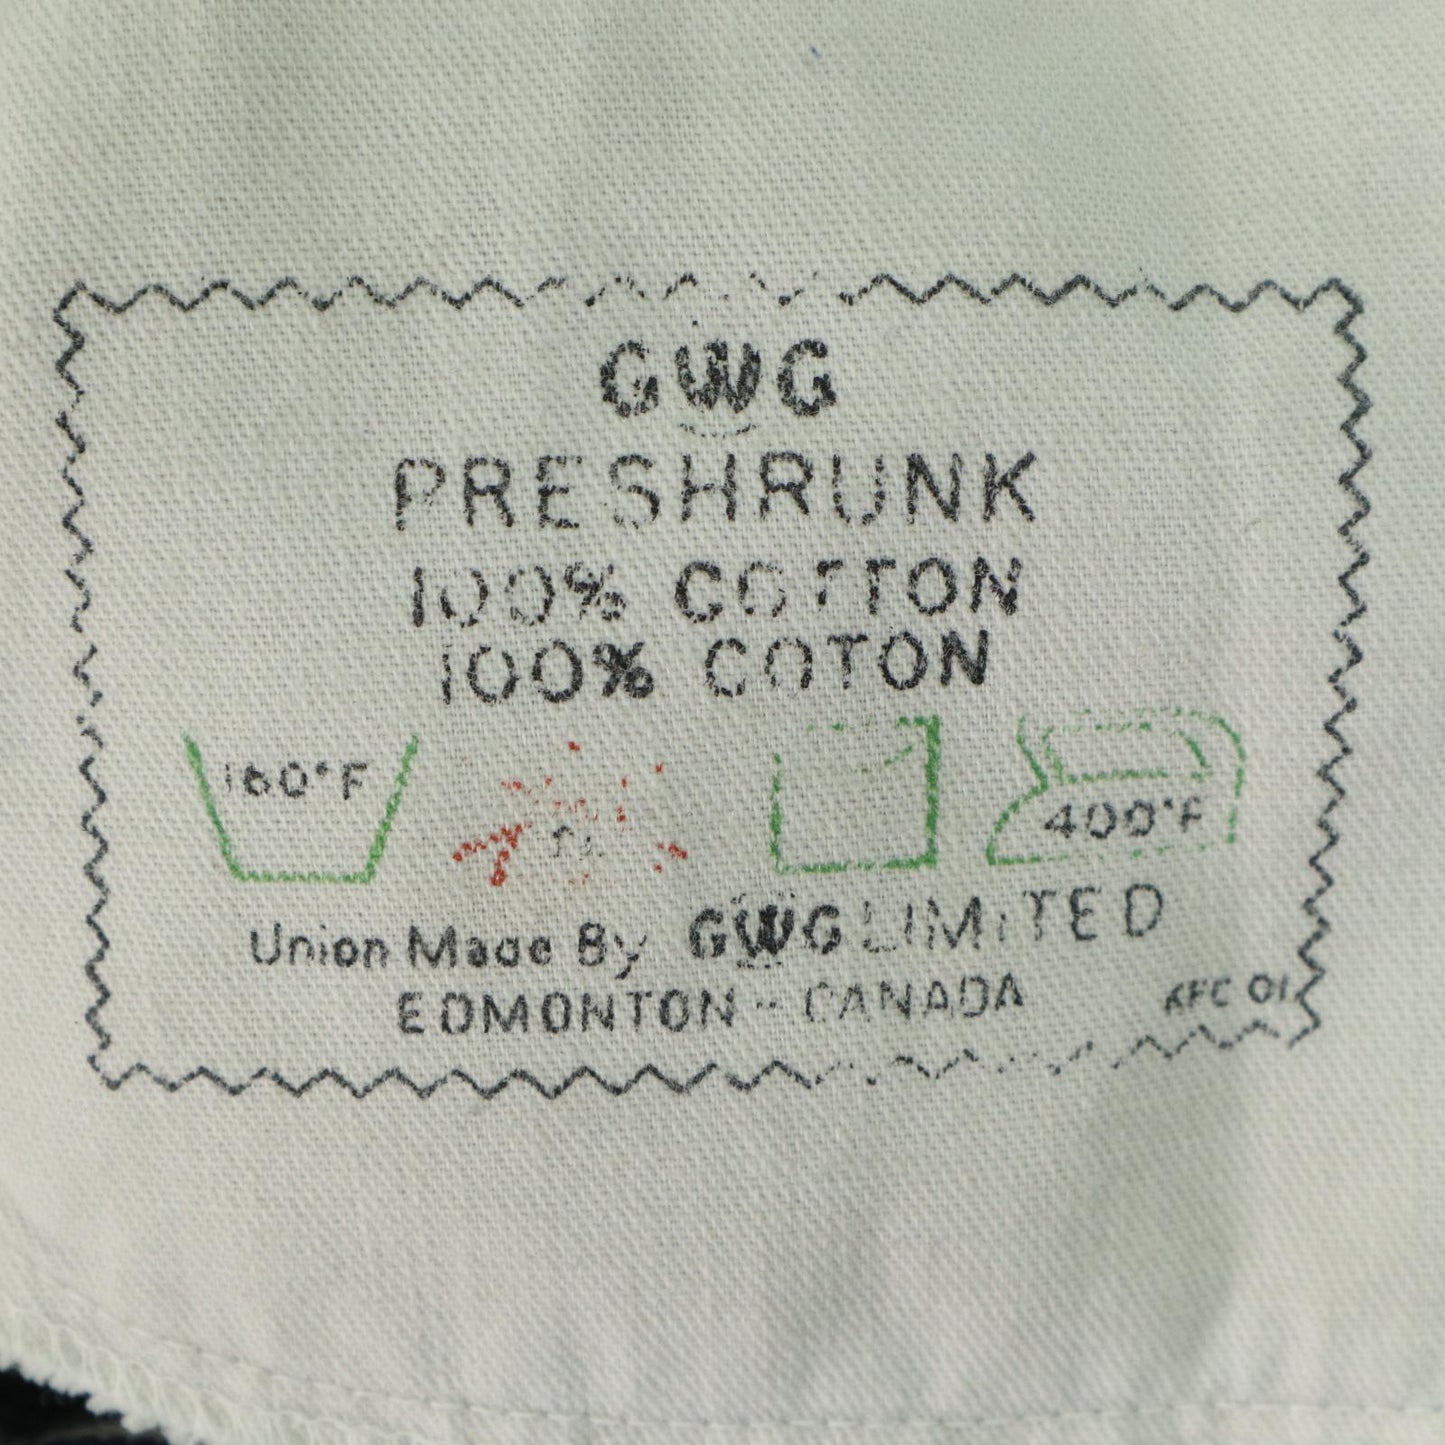 GWG
PRESHRUNK
100% COTTON
100% COTON
160°F
400°F
Union Made By GWG LIMITED
EDMONTON - CANADA
KFC 01